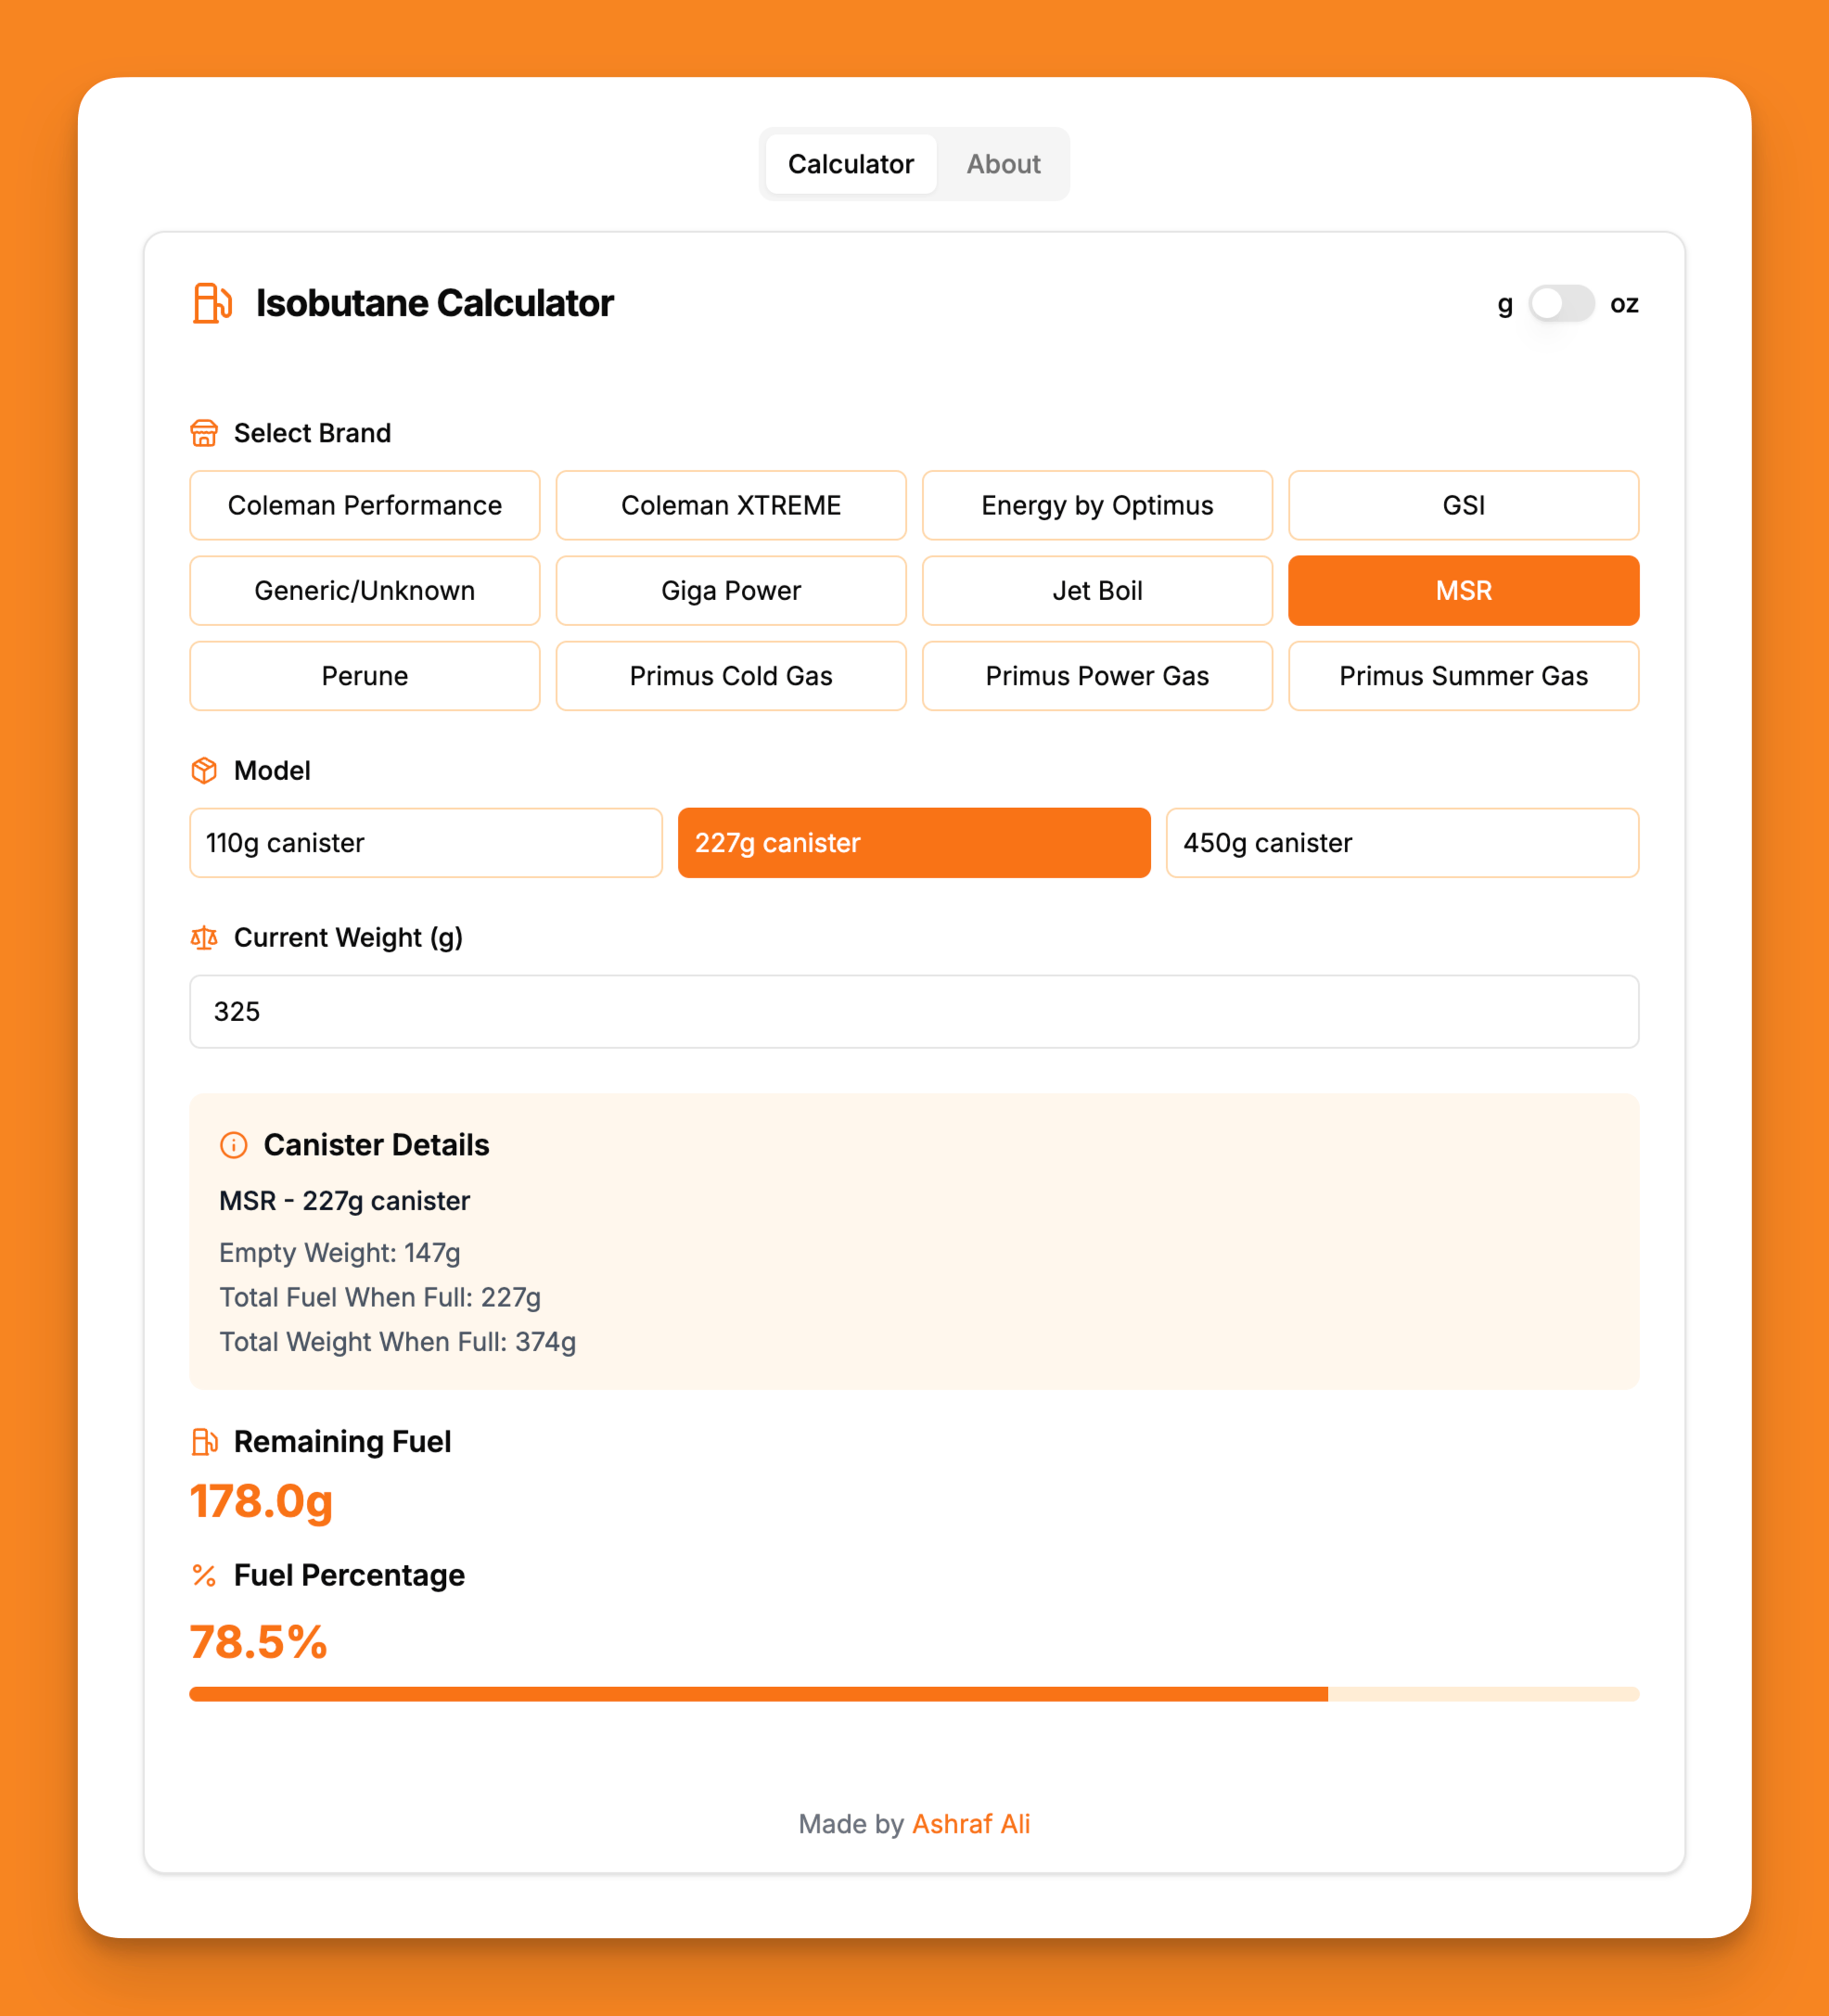 Calculator About
Isobutane Calculator
g oz
Select Brand
Coleman Performance Coleman XTREME Energy by Optimus GSI
Generic/Unknown Giga Power Jet Boil MSR
Perune Primus Cold Gas Primus Power Gas Primus Summer Gas
Model
110g canister 227g canister 450g canister
Current Weight (g)
325
Canister Details
MSR - 227g canister
Empty Weight: 147g
Total Fuel When Full: 227g
Total Weight When Full: 374g
Remaining Fuel
178.0g
% Fuel Percentage
78.5%
Made by Ashraf Ali